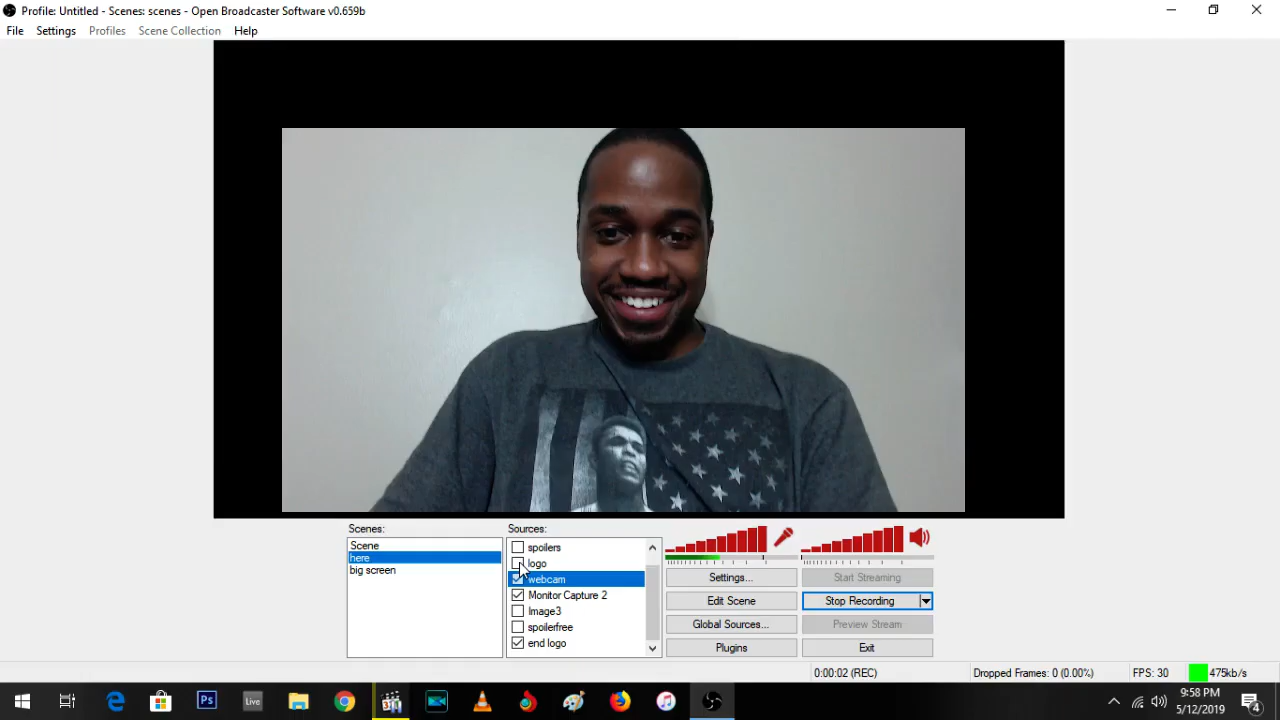 Profile: Untitled - Scenes: scenes - Open Broadcaster Software v0.659b
File Settings Profiles Scene Collection Help
Scenes:
Scene
here
big screen
Sources:
spoilers
logo
webcam
Monitor Capture 2
Image3
spoilerfree
end logo
Settings...
Start Streaming
Edit Scene
Stop Recording
Global Sources...
Preview Stream
Plugins
Exit
0:00:02 (REC)
Dropped Frames: 0 (0.00%)
FPS: 30
475kb/s
Ps
Live
9:58 PM
5/12/2019
4